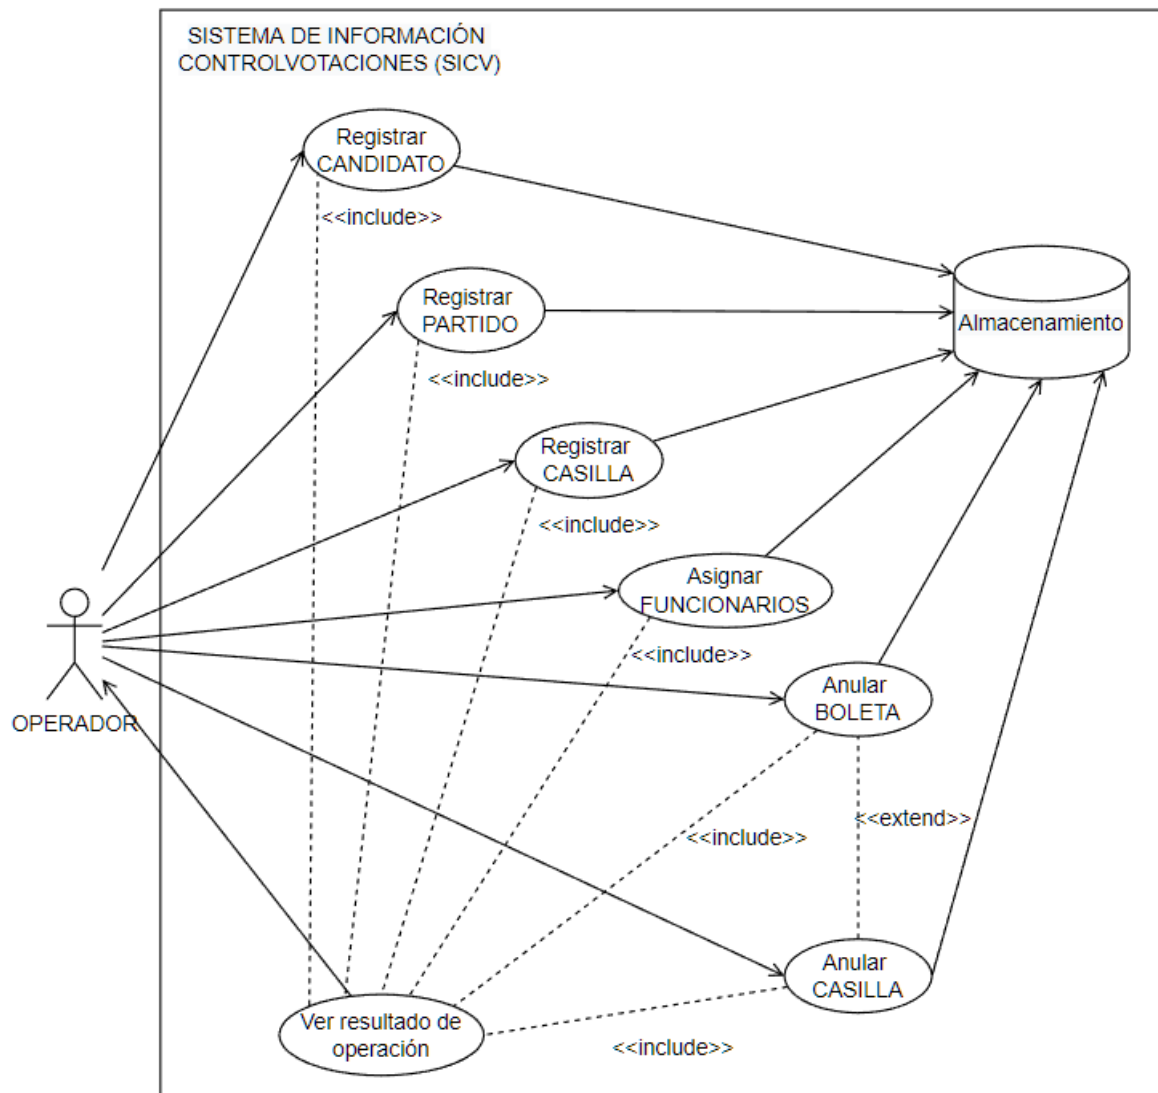 SISTEMA DE INFORMACIÓN
CONTROLVOTACIONES (SICV)
Registrar
CANDIDATO
<<include>>
Registrar
PARTIDO
<<include>>
Almacenamiento
Registrar
CASILLA
<<include>>
Asignar
FUNCIONARIOS
<<include>>
OPERADOR
Anular
BOLETA
<<include>>
<<extend>>
Anular
CASILLA
Ver resultado de
operación
<<include>>